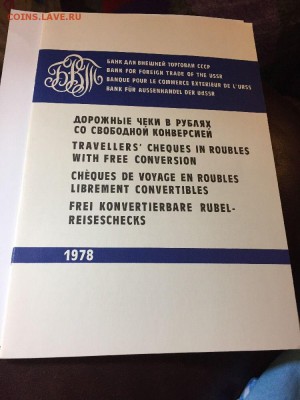 COINS.LAVE.RU
БВТ
БАНК ДЛЯ ВНЕШНЕЙ ТОРГОВЛИ СССР
BANK FOR FOREIGN TRADE OF THE USSR
BANQUE POUR LE COMMERCE EXTERIEUR DE L'URSS
BANK FÜR AUSSENHANDEL DER UdSSR
ДОРОЖНЫЕ ЧЕКИ В РУБЛЯХ
СО СВОБОДНОЙ КОНВЕРСИЕЙ
TRAVELLERS' CHEQUES IN ROUBLES
WITH FREE CONVERSION
CHÈQUES DE VOYAGE EN ROUBLES
LIBREMENT CONVERTIBLES
FREI KONVERTIERBARE RUBEL-
REISESCHECKS
1978